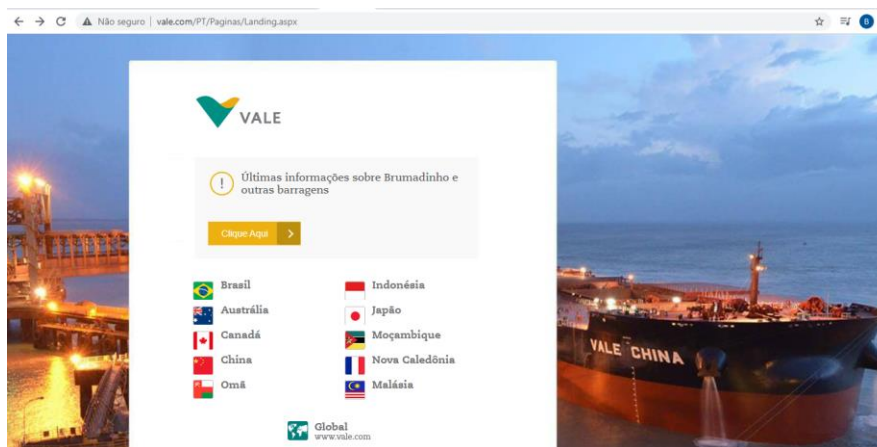 Não seguro | vale.com/PT/Paginas/Landing.aspx
B
VALE
! Últimas informações sobre Brumadinho e
outras barragens
Clique Aqui >
Brasil
Indonésia
Austrália
Japão
Canadá
Moçambique
China
Nova Caledônia
Omã
Malásia
Global
www.vale.com
VALE CHINA